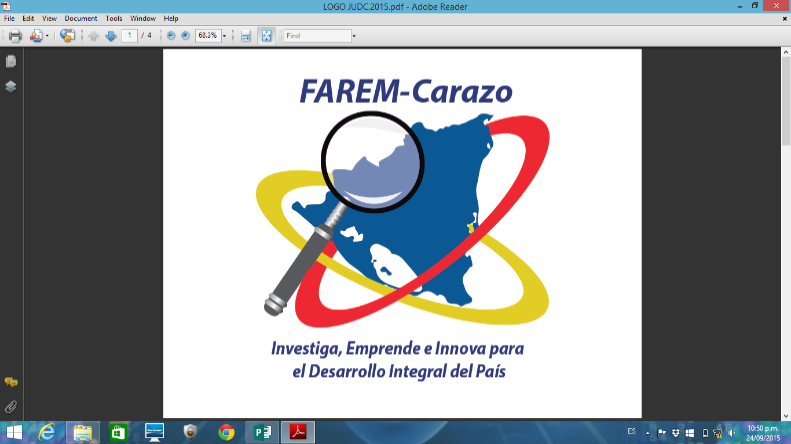 LOGO JUDC.2015.pdf - Adobe Reader
File Edit View Document Tools Window Help
1 / 4 68.3% Find
FAREM-Carazo
Investiga, Emprende e Innova para
el Desarrollo Integral del País
ES
10:50 p.m.
24/09/2015